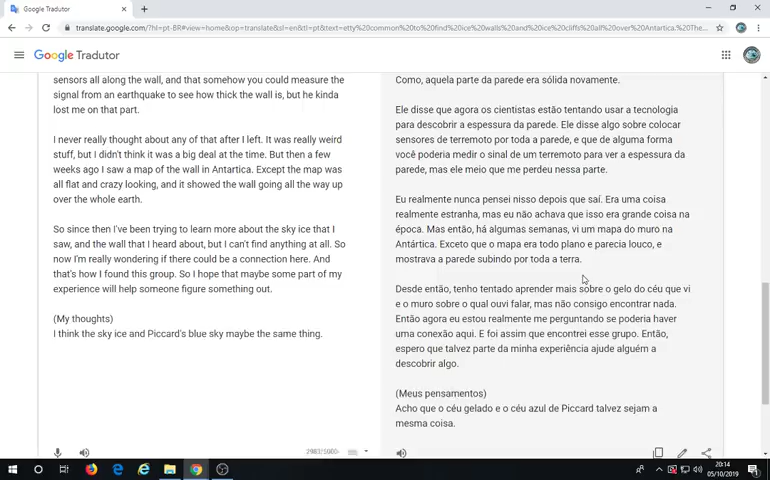 Google Tradutor
translate.google.com/?hl=pt-BR#view=home&op=translate&sl=en&tl=pt&text=etty%20common%20to%20find%20ice%20walls%20and%20ice%20cliffs%20all%20over%20Antartica.%20The...
Google Tradutor
sensors all along the wall, and that somehow you could measure the
signal from an earthquake to see how thick the wall is, but he kinda
lost me on that part.
I never really thought about any of that after I left. It was really weird
stuff, but I didn't think it was a big deal at the time. But then a few
weeks ago I saw a map of the wall in Antartica. Except the map was
all flat and crazy looking, and it showed the wall going all the way up
over the whole earth.
So since then I've been trying to learn more about the sky ice that I
saw, and the wall that I heard about, but I can't find anything at all. So
now I'm really wondering if there could be a connection here. And
that's how I found this group. So I hope that maybe some part of my
experience will help someone figure something out.
(My thoughts)
I think the sky ice and Piccard's blue sky maybe the same thing.
2983/5000
Como, aquela parte da parede era sólida novamente.
Ele disse que agora os cientistas estão tentando usar a tecnologia
para descobrir a espessura da parede. Ele disse algo sobre colocar
sensores de terremoto por toda a parede, e que de alguma forma
você poderia medir o sinal de um terremoto para ver a espessura da
parede, mas ele meio que me perdeu nessa parte.
Eu realmente nunca pensei nisso depois que saí. Era uma coisa
realmente estranha, mas eu não achava que isso era grande coisa na
época. Mas então, há algumas semanas, vi um mapa do muro na
Antártica. Exceto que o mapa era todo plano e parecia louco, e
mostrava a parede subindo por toda a terra.
Desde então, tenho tentado aprender mais sobre o gelo do céu que vi
e o muro sobre o qual ouvi falar, mas não consigo encontrar nada.
Então agora eu estou realmente me perguntando se poderia haver
uma conexão aqui. E foi assim que encontrei esse grupo. Então,
espero que talvez parte da minha experiência ajude alguém a
descobrir algo.
(Meus pensamentos)
Acho que o céu gelado e o céu azul de Piccard talvez sejam a
mesma coisa.
20:14
05/10/2019